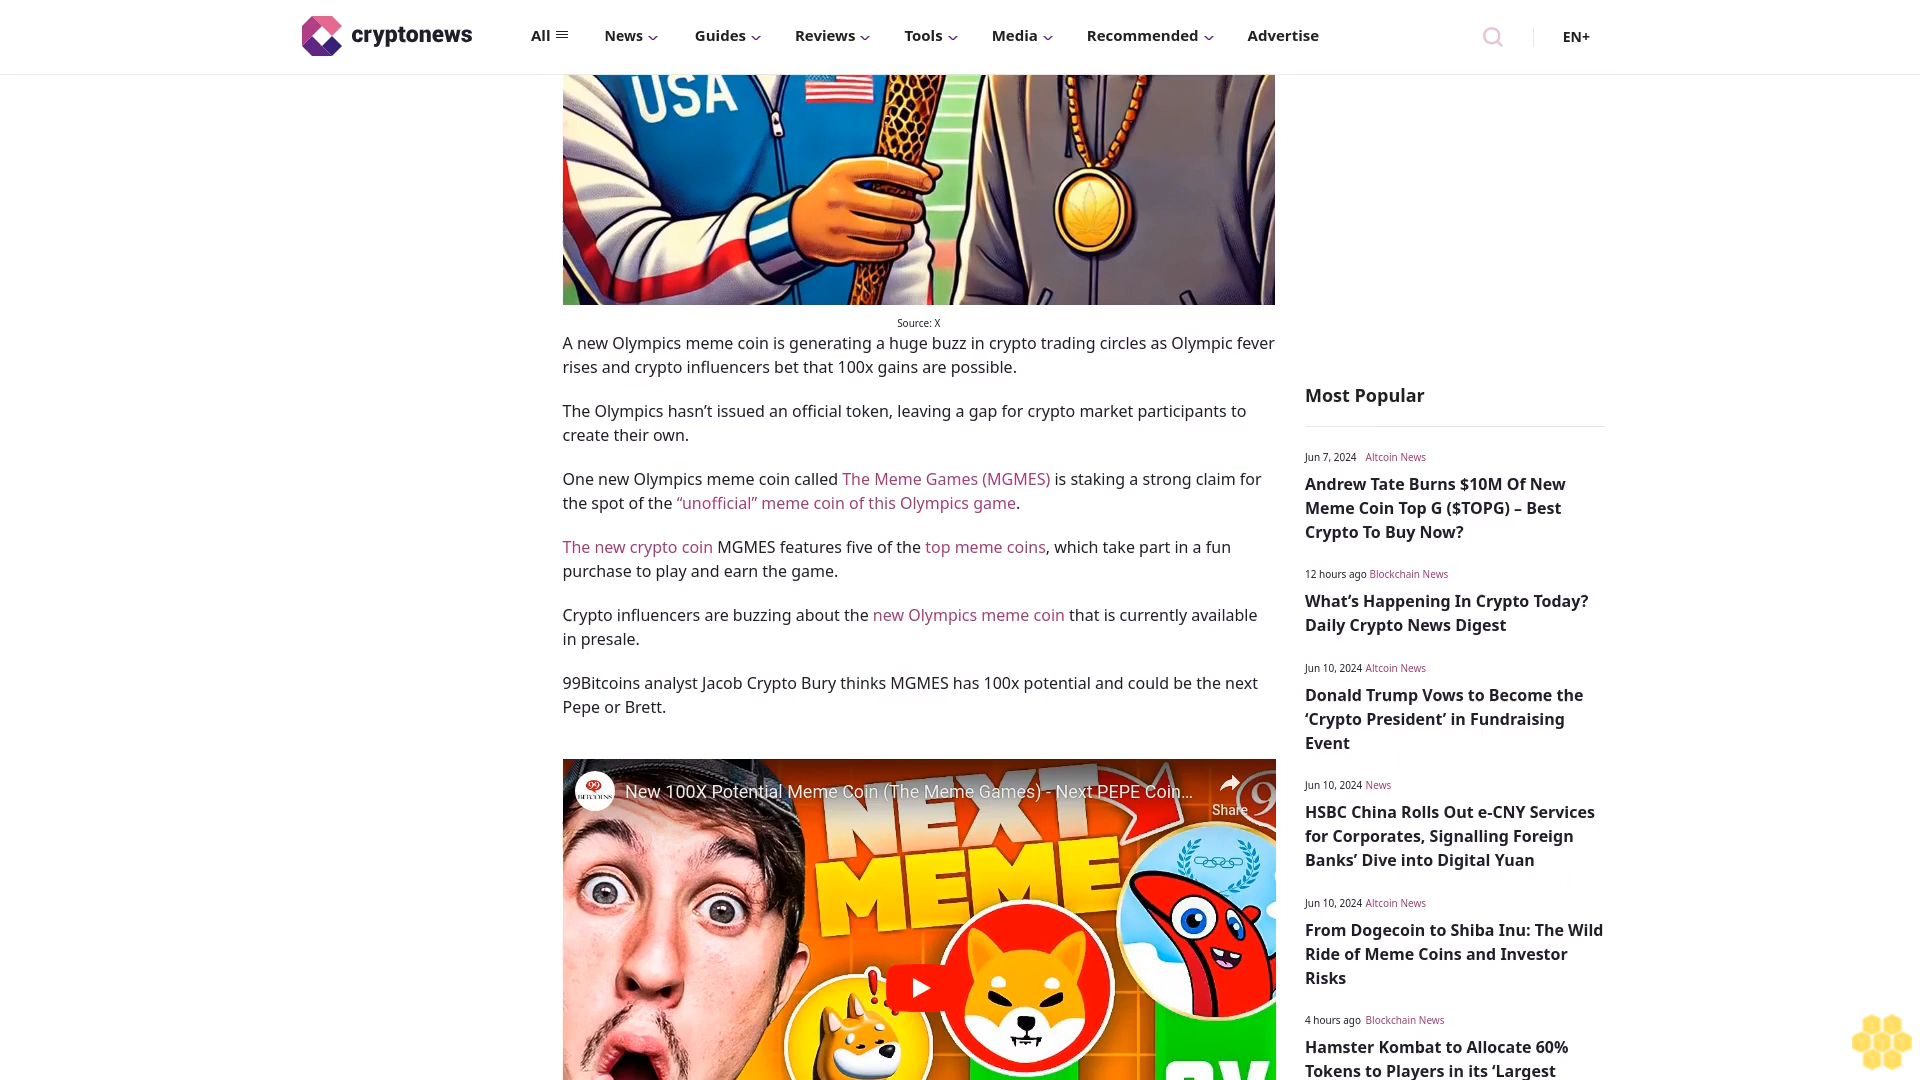 cryptonews
All
News
Guides
Reviews
Tools
Media
Recommended
Advertise
EN+
USA
Source: X
A new Olympics meme coin is generating a huge buzz in crypto trading circles as Olympic fever
rises and crypto influencers bet that 100x gains are possible.
The Olympics hasn’t issued an official token, leaving a gap for crypto market participants to
create their own.
One new Olympics meme coin called The Meme Games (MGMES) is staking a strong claim for
the spot of the “unofficial” meme coin of this Olympics game.
The new crypto coin MGMES features five of the top meme coins, which take part in a fun
purchase to play and earn the game.
Crypto influencers are buzzing about the new Olympics meme coin that is currently available
in presale.
99Bitcoins analyst Jacob Crypto Bury thinks MGMES has 100x potential and could be the next
Pepe or Brett.
99
BITCOINS
New 100X Potential Meme Coin (The Meme Games) - Next PEPE Coin...
Share
NEXT
MEME
Most Popular
Jun 7, 2024 Altcoin News
Andrew Tate Burns $10M Of New
Meme Coin Top G ($TOPG) – Best
Crypto To Buy Now?
12 hours ago Blockchain News
What’s Happening In Crypto Today?
Daily Crypto News Digest
Jun 10, 2024 Altcoin News
Donald Trump Vows to Become the
‘Crypto President’ in Fundraising
Event
Jun 10, 2024 News
HSBC China Rolls Out e-CNY Services
for Corporates, Signalling Foreign
Banks’ Dive into Digital Yuan
Jun 10, 2024 Altcoin News
From Dogecoin to Shiba Inu: The Wild
Ride of Meme Coins and Investor
Risks
4 hours ago Blockchain News
Hamster Kombat to Allocate 60%
Tokens to Players in its ‘Largest